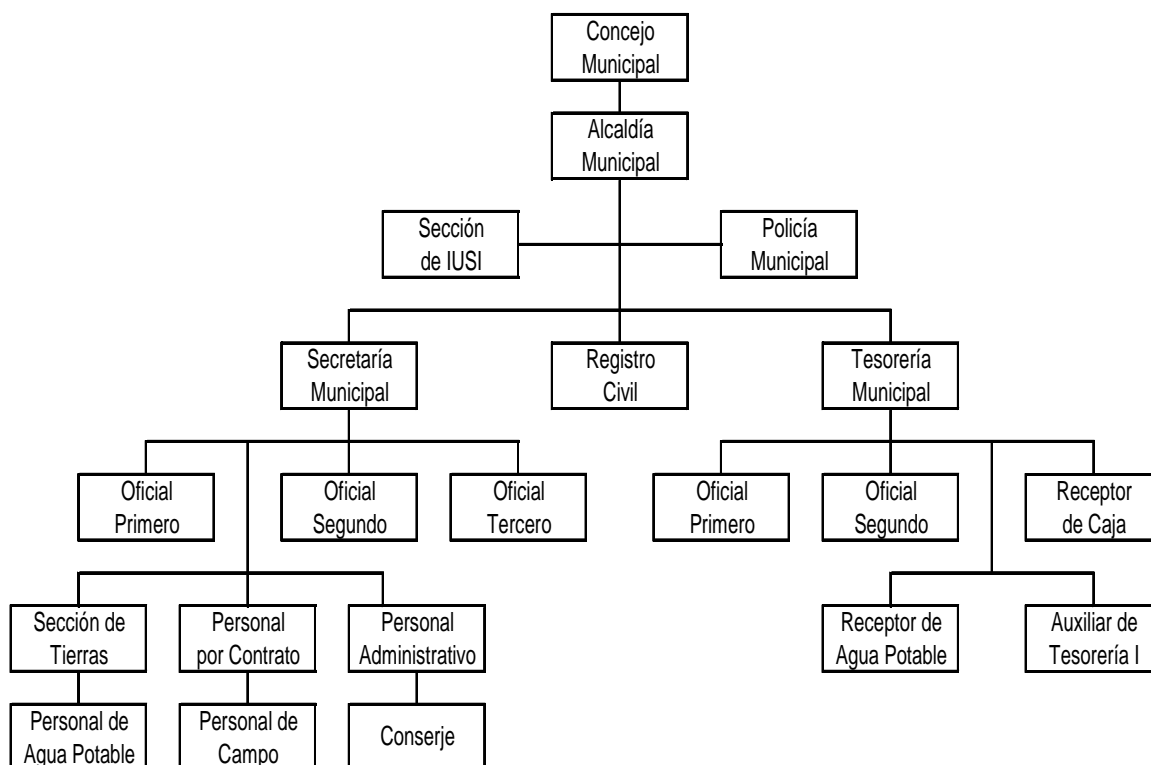 Concejo
Municipal
Alcaldía
Municipal
Sección
de IUSI
Policía
Municipal
Secretaría
Municipal
Registro
Civil
Tesorería
Municipal
Oficial
Primero
Oficial
Segundo
Oficial
Tercero
Oficial
Primero
Oficial
Segundo
Receptor
de Caja
Sección de
Tierras
Personal
por Contrato
Personal
Administrativo
Receptor de
Agua Potable
Auxiliar de
Tesorería I
Personal de
Agua Potable
Personal de
Campo
Conserje